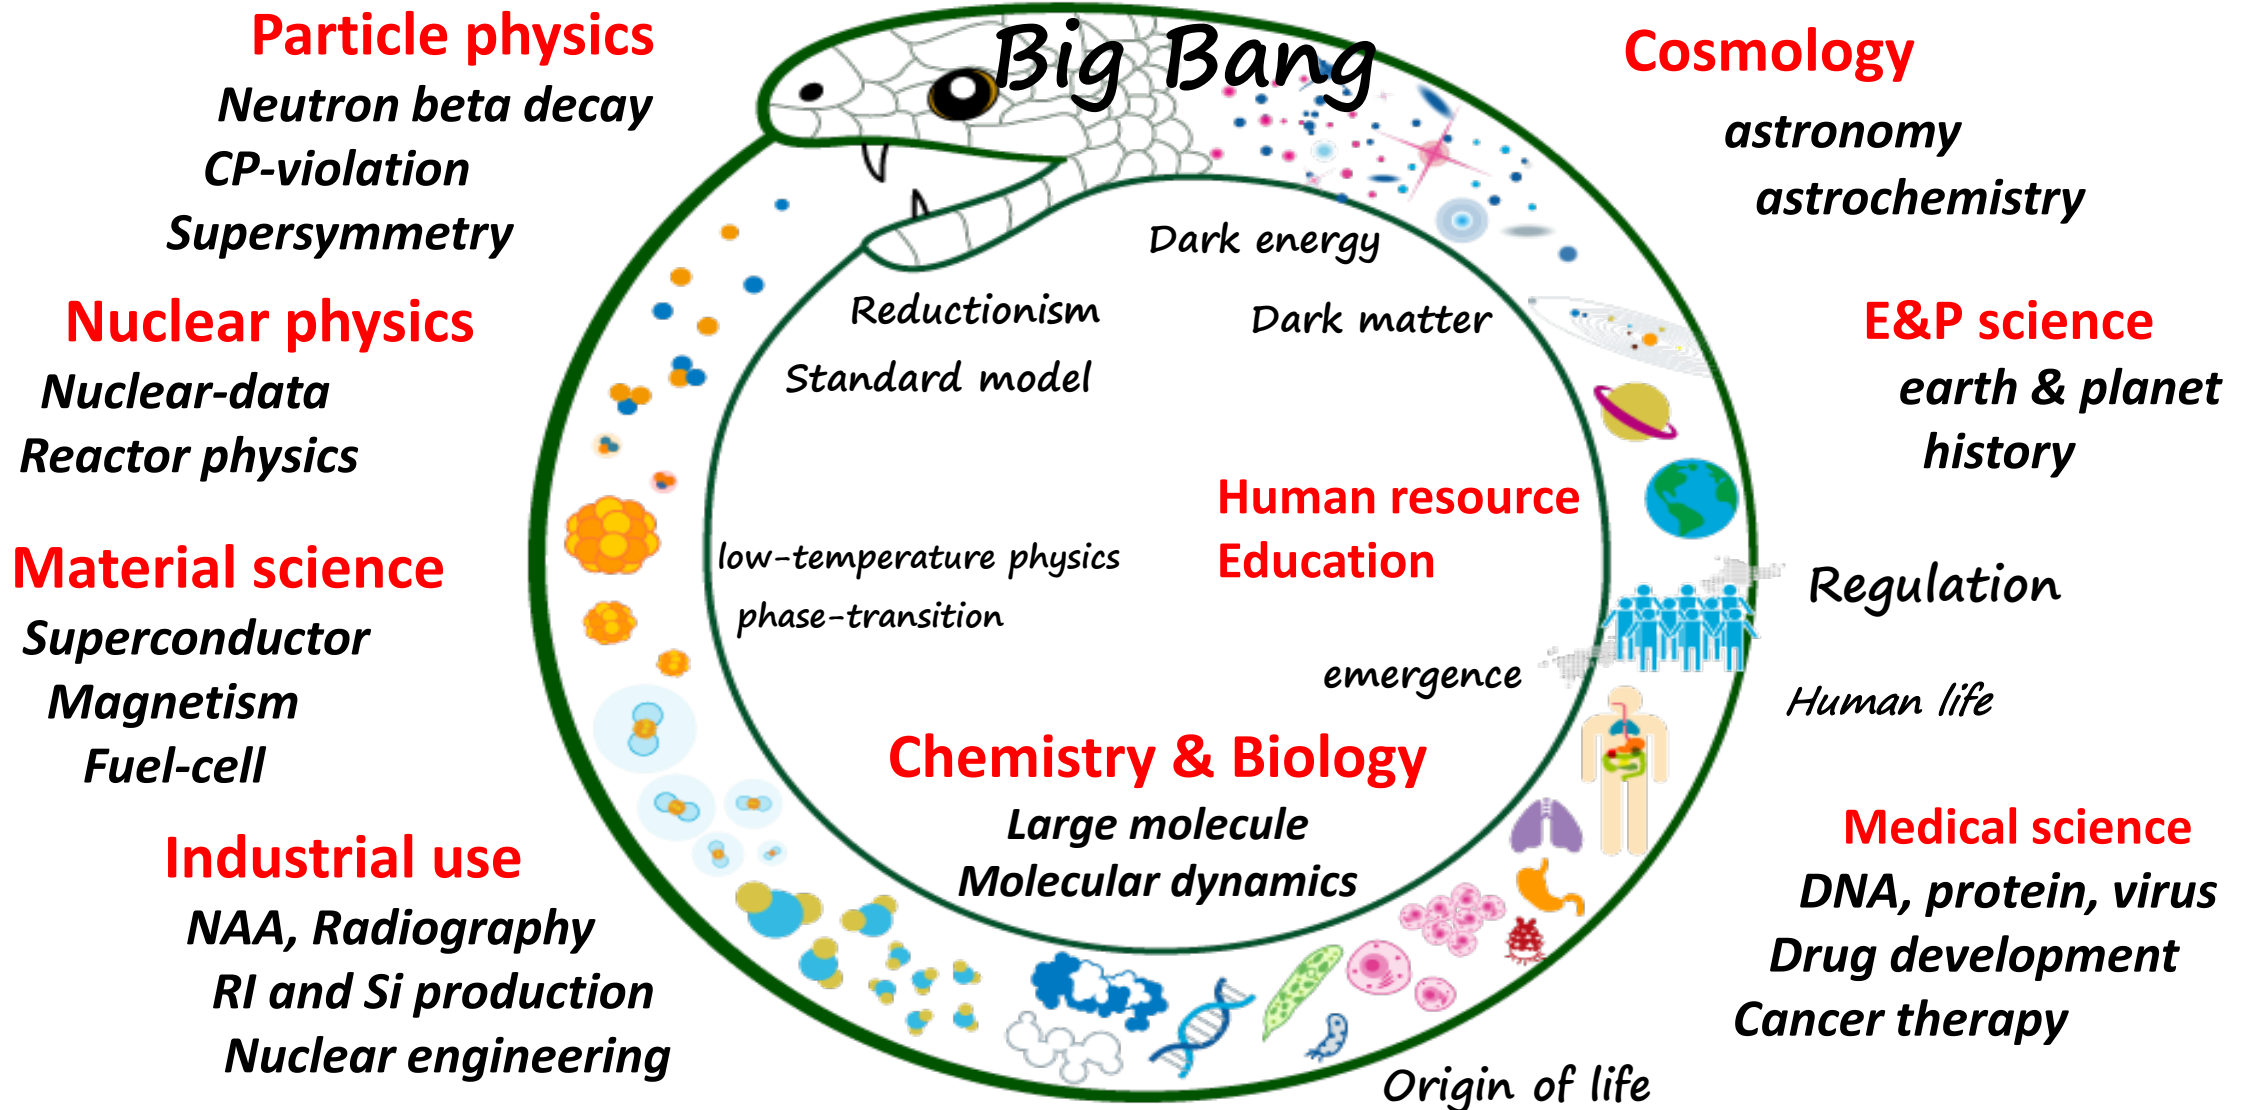 Big Bang
Particle physics
Neutron beta decay
CP-violation
Supersymmetry
Nuclear physics
Nuclear-data
Reactor physics
Material science
Superconductor
Magnetism
Fuel-cell
Industrial use
NAA, Radiography
RI and Si production
Nuclear engineering
Reductionism
Standard model
low-temperature physics
phase-transition
Dark energy
Dark matter
Human resource
Education
emergence
Chemistry & Biology
Large molecule
Molecular dynamics
Cosmology
astronomy
astrochemistry
E&P science
earth & planet
history
Regulation
Human life
Medical science
DNA, protein, virus
Drug development
Cancer therapy
Origin of life